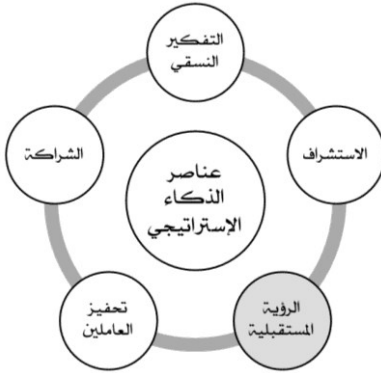 التفكير
النسقي
الاستشراف
الشراكة
عناصر
الذكاء
الإستراتيجي
الرؤية
المستقبلية
تحفيز
العاملين